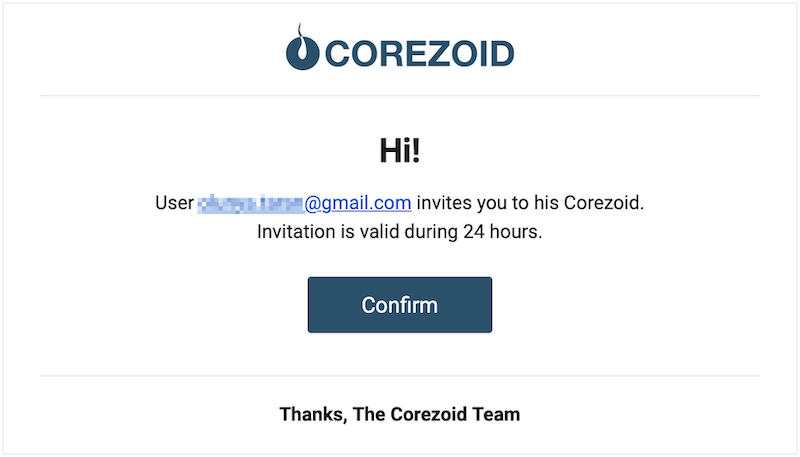 COREZOID
Hi!
User @gmail.com invites you to his Corezoid.
Invitation is valid during 24 hours.
Confirm
Thanks, The Corezoid Team